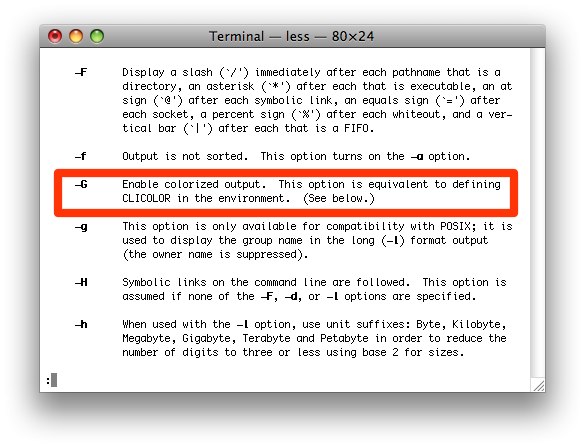 Terminal — less — 80×24
-F Display a slash (`/') immediately after each pathname that is a
directory, an asterisk (`*') after each that is executable, an at
sign (`@') after each symbolic link, an equals sign (`=') after
each socket, a percent sign (`%') after each whiteout, and a ver-
tical bar (`|') after each that is a FIFO.
-f Output is not sorted. This option turns on the -a option.
-G Enable colorized output. This option is equivalent to defining
CLICOLOR in the environment. (See below.)
-g This option is only available for compatibility with POSIX; it is
used to display the group name in the long (-l) format output
(the owner name is suppressed).
-H Symbolic links on the command line are followed. This option is
assumed if none of the -F, -d, or -l options are specified.
-h When used with the -l option, use unit suffixes: Byte, Kilobyte,
Megabyte, Gigabyte, Terabyte and Petabyte in order to reduce the
number of digits to three or less using base 2 for sizes.
: